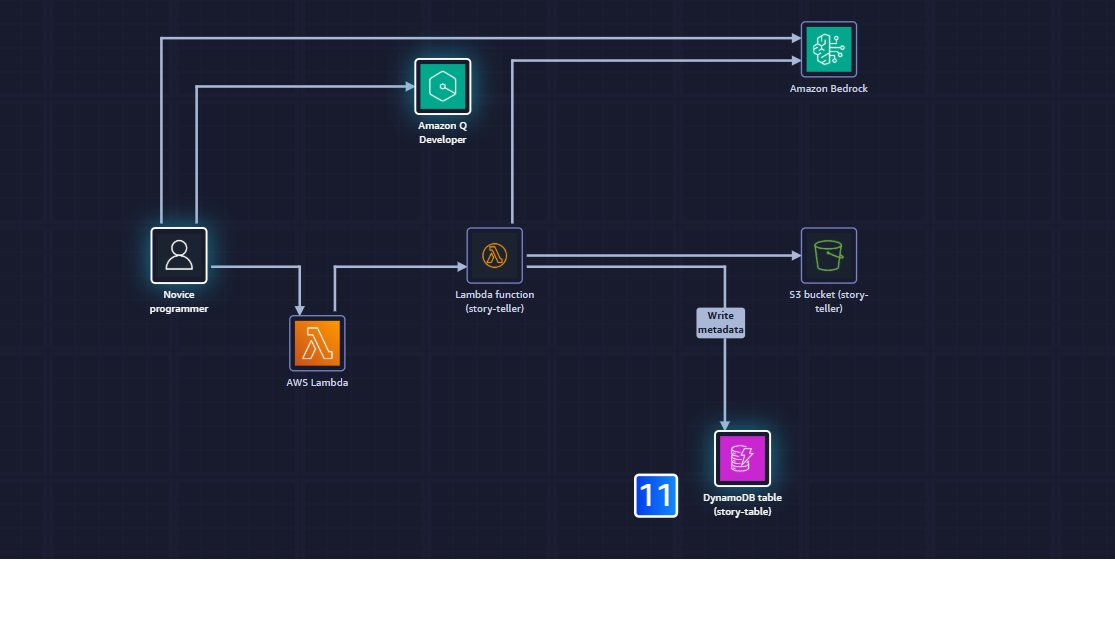 Amazon Bedrock
Amazon Q
Developer
Novice
programmer
Lambda function
(story-teller)
S3 bucket (story-
teller)
Write
metadata
AWS Lambda
11
DynamoDB table
(story-table)